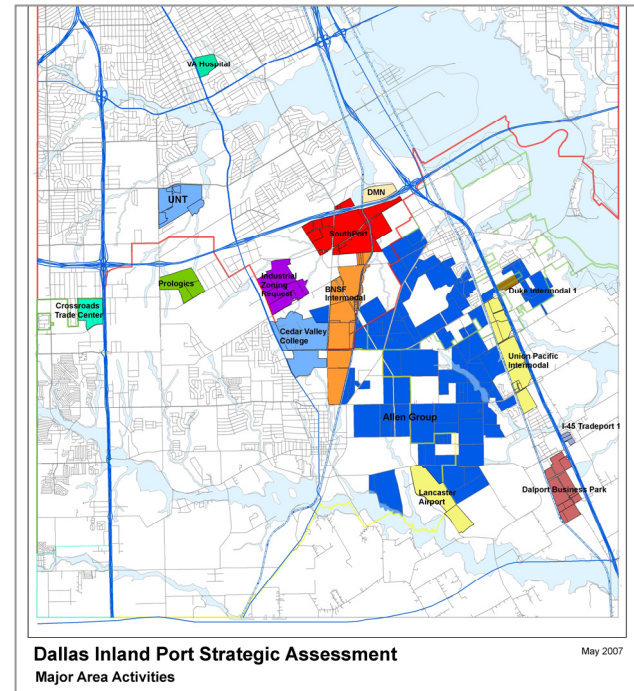 VA Hospital
UNT
DMN
SouthPort
Prologics
Industrial
Zoning
Request
BNSF
Intermodal
Duke Intermodal 1
Crossroads
Trade Center
Cedar Valley
College
Union Pacific
Intermodal
Allen Group
I-45 Tradeport 1
Lancaster
Airport
Dalport Business Park
Dallas Inland Port Strategic Assessment
May 2007
Major Area Activities